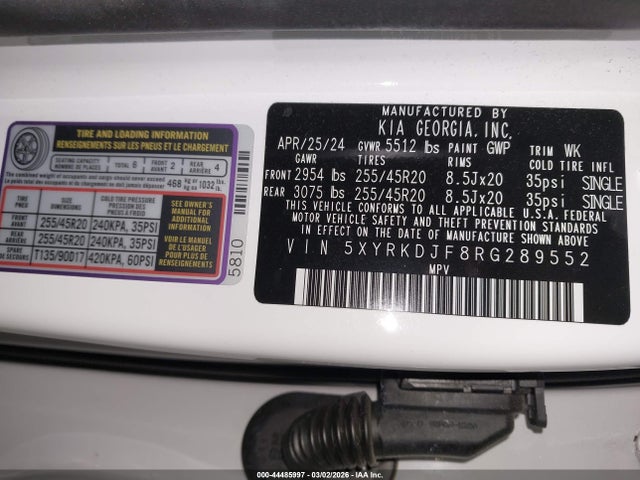 TIRE AND LOADING INFORMATION
RENSEIGNEMENTS SUR LES PNEUS ET LE CHARGEMENT
SEATING CAPACITY
NOMBRE DE PLACES
TOTAL 6
FRONT
AVANT 2
REAR
ARRIÈRE 4
The combined weight of occupants and cargo should never exceed
468 kg or 1032 lbs.
TIRE
PNEU
SIZE
DIMENSIONS
COLD TIRE PRESSURE
PRESSION DES
PNEUS À FROID
FRONT
AVANT 255/45R20 240KPA, 35PSI
REAR
ARRIÈRE 255/45R20 240KPA, 35PSI
SPARE
DE SECOURS T135/90D17 420KPA, 60PSI
SEE OWNER'S
MANUAL FOR
ADDITIONAL
INFORMATION
VOIR LE MANUEL
DE L'USAGER
POUR PLUS DE
RENSEIGNEMENTS
5810
MANUFACTURED BY
KIA GEORGIA, INC,
APR/25/24 GVWR 5512 lbs PAINT GWP TRIM WK
GAWR TIRES RIMS COLD TIRE INFL
FRONT 2954 lbs 255/45R20 8.5Jx20 35psi SINGLE
REAR 3075 lbs 255/45R20 8.5Jx20 35psi SINGLE
THIS VEHICLE CONFORMS TO ALL APPLICABLE U.S.A. FEDERAL
MOTOR VEHICLE SAFETY AND THEFT PREVENTION STANDARDS
IN EFFECT ON THE DATE OF MANUFACTURE SHOWN ABOVE.
VIN 5XYRKDJF8RG289552
MPV
000-44485997 - 03/02/2026 - IAA Inc.